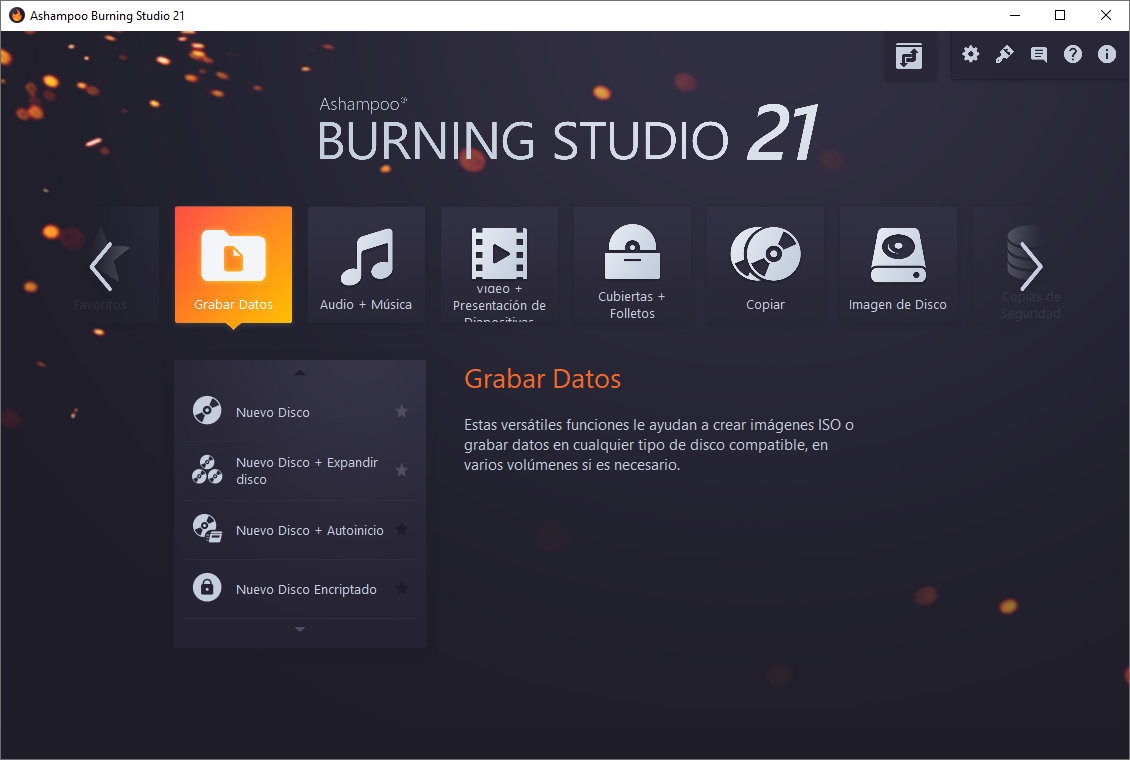 Ashampoo Burning Studio 21
Ashampoo®
BURNING STUDIO 21
Favoritos
Grabar Datos
Audio + Música
Vídeo +
Presentación de
Diapositivas
Cubiertas +
Folletos
Copiar
Imagen de Disco
Copias de
Seguridad
Nuevo Disco
Nuevo Disco + Expandir
disco
Nuevo Disco + Autoinicio
Nuevo Disco Encriptado
Grabar Datos
Estas versátiles funciones le ayudan a crear imágenes ISO o
grabar datos en cualquier tipo de disco compatible, en
varios volúmenes si es necesario.